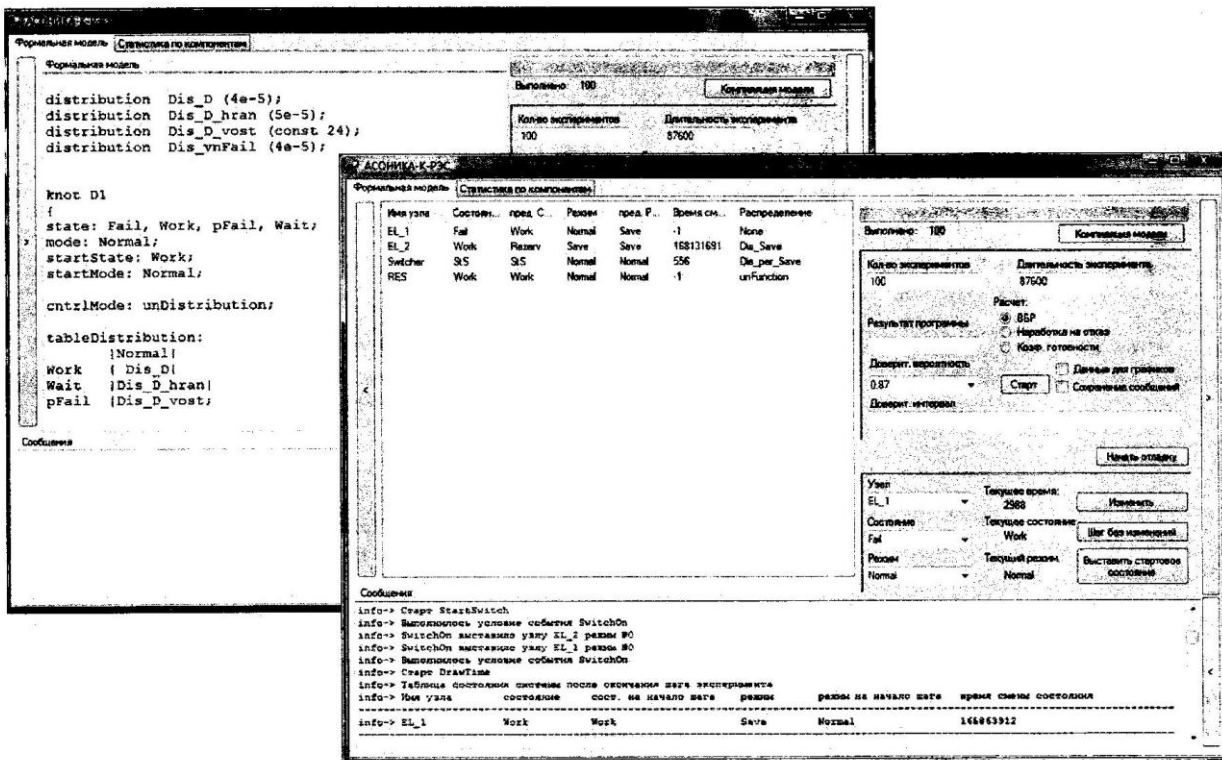 Формальная модель Статистика по компонентам
Формальная модель
Выполнено: 100 Компиляция модели
Кол-во экспериментов Длительность эксперимента
100 87600
distribution Dis_D (4e-5);
distribution Dis_D_hran (5e-5);
distribution Dis_D_vost (const 24);
distribution Dis_vnFail (4e-5);
knot D1
{
state: Fail, Work, pFail, Wait;
mode: Normal;
startState: Work;
startMode: Normal;
cntrlMode: unDistribution;
tableDistribution:
|Normal|
Work | Dis_D|
Wait |Dis_D_hran|
pFail |Dis_D_vost;
Сообщения
АСОНИКА-К-РЭС
Формальная модель Статистика по компонентам
Имя узла Состоян... пред. С... Режим пред. Р... Время см... Распределение
EL_1 Fail Work Normal Save -1 None
EL_2 Work Rezerv Save Save 168131691 Dis_Save
Switcher StS StS Normal Normal 556 Dis_per_Save
RES Work Work Normal Normal -1 unFunction
Выполнено: 100 Компиляция модели
Кол-во экспериментов Длительность эксперимента
100 87600
Расчет:
Результат программы ВБР
Наработка на отказ
Коэф. готовности
Доверит. вероятность Данные для графиков
0.87 Старт Сохранение сообщений
Доверит. интервал
Начать отладку
Узел Текущее время:
EL_1 2988 Изменить
Состояние Текущее состояние
Fail Work Шаг без изменений
Режим Текущий режим
Normal Normal Выставить стартовое состояние
Сообщения
info-> Старт StartSwitch
info-> Выполнилось условие события SwitchOn
info-> SwitchOn выставило узлу EL_2 режим №0
info-> SwitchOn выставило узлу EL_1 режим №0
info-> Выполнилось условие события SwitchOn
info-> Старт DrawTime
info-> Таблица состояния системы после окончания шага эксперимента
info-> Имя узла состояние сост. на начало шага режим режим на начало шага время смены состояния
info-> EL_1 Work Work Save Normal 168863912